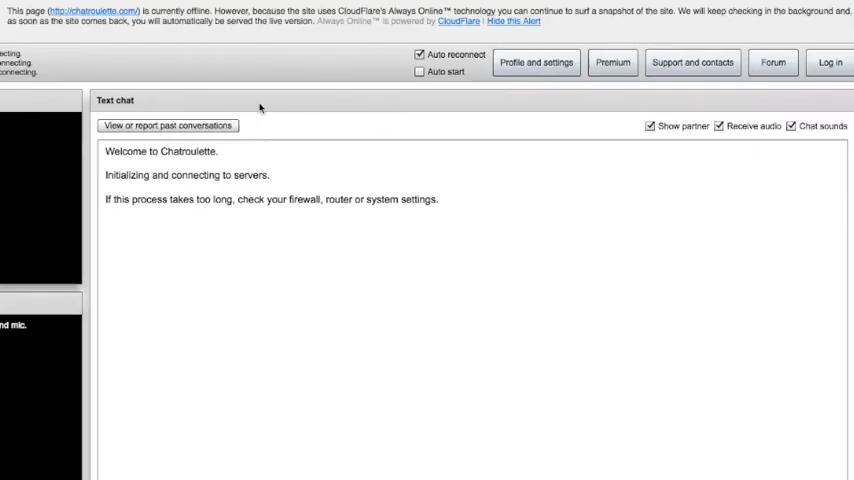 This page (http://chatroulette.com/) is currently offline. However, because the site uses CloudFlare's Always Online™ technology you can continue to surf a snapshot of the site. We will keep checking in the background and,
as soon as the site comes back, you will automatically be served the live version. Always Online™ is powered by CloudFlare | Hide this Alert
ecting.
nnecting.
connecting.
Auto reconnect
Auto start
Profile and settings
Premium
Support and contacts
Forum
Log in
Text chat
View or report past conversations
Show partner
Receive audio
Chat sounds
Welcome to Chatroulette.
Initializing and connecting to servers.
If this process takes too long, check your firewall, router or system settings.
nd mic.